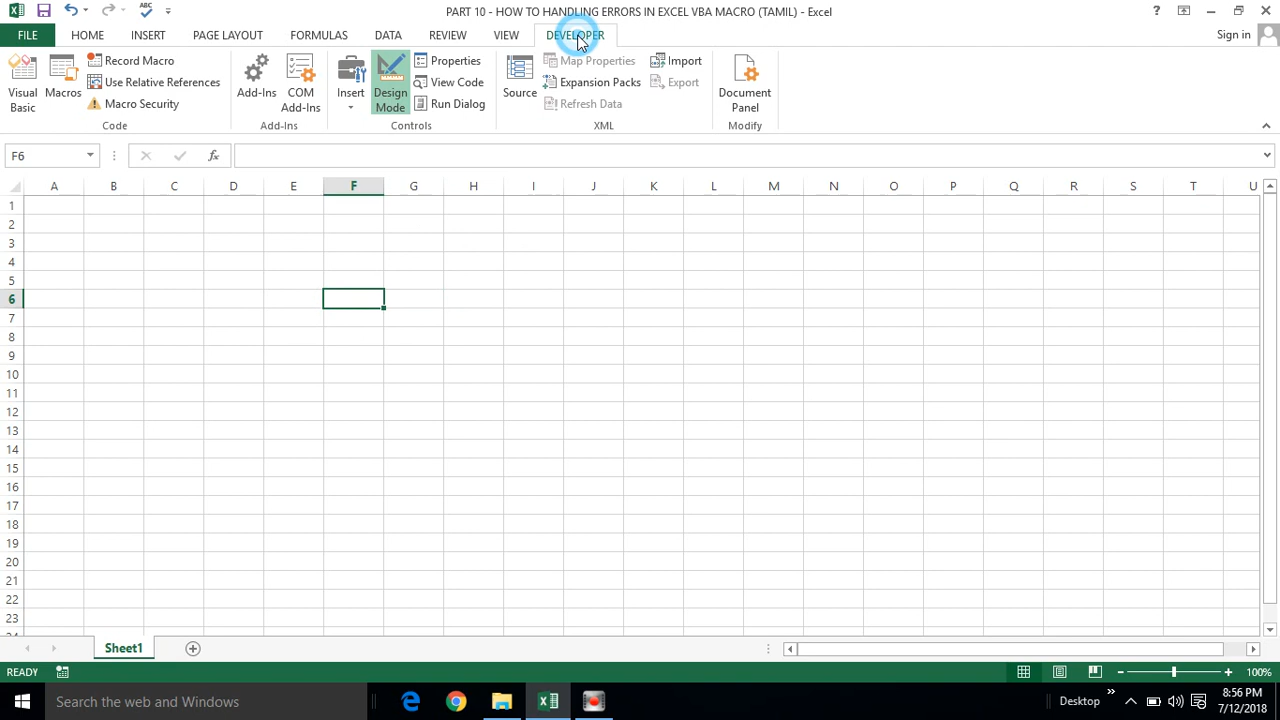 PART 10 - HOW TO HANDLING ERRORS IN EXCEL VBA MACRO (TAMIL) - Excel
?
FILE HOME INSERT PAGE LAYOUT FORMULAS DATA REVIEW VIEW DEVELOPER Sign in
Visual Basic
Macros
Record Macro
Use Relative References
Macro Security
Code
Add-Ins
COM Add-Ins
Add-Ins
Insert
Design Mode
Properties
View Code
Run Dialog
Controls
Source
Map Properties
Expansion Packs
Refresh Data
Import
Export
XML
Document Panel
Modify
F6
fx
A B C D E F G H I J K L M N O P Q R S T U
1
2
3
4
5
6
7
8
9
10
11
12
13
14
15
16
17
18
19
20
21
22
23
24
Sheet1
READY 100%
Search the web and Windows
Desktop
8:56 PM
7/12/2018